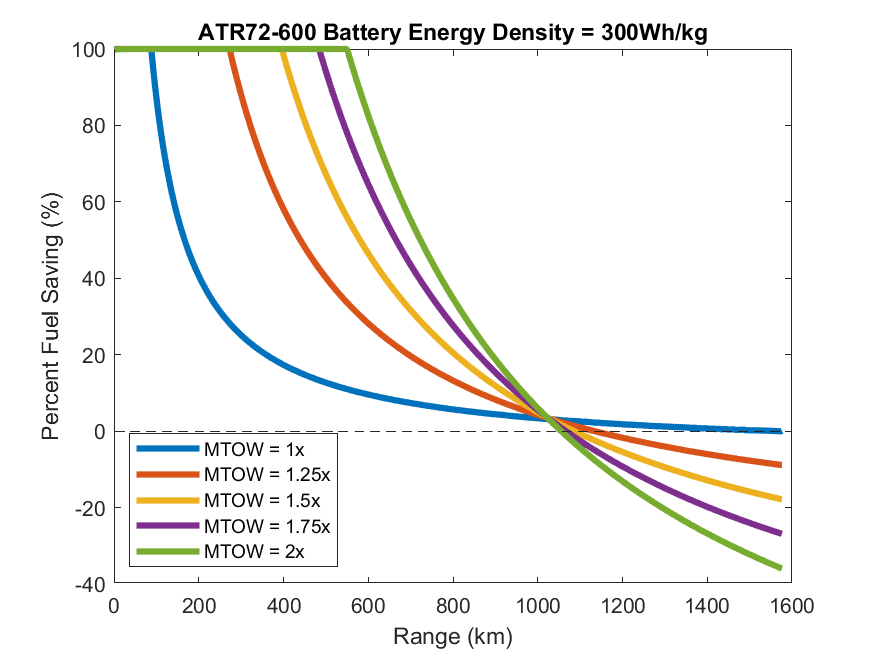 ATR72-600 Battery Energy Density = 300Wh/kg
100
80
60
40
20
0
-20
-40
Percent Fuel Saving (%)
MTOW = 1x
MTOW = 1.25x
MTOW = 1.5x
MTOW = 1.75x
MTOW = 2x
0 200 400 600 800 1000 1200 1400 1600
Range (km)